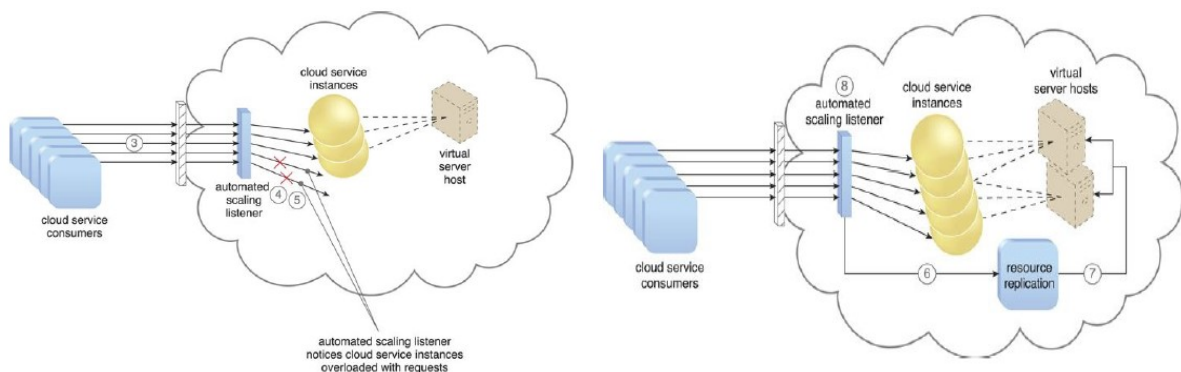 cloud service
instances
3
virtual
server
host
automated
scaling
listener
4
5
cloud service
consumers
automated scaling listener
notices cloud service instances
overloaded with requests
8
automated
scaling listener
cloud service
instances
virtual
server hosts
cloud service
consumers
6
resource
replication
7